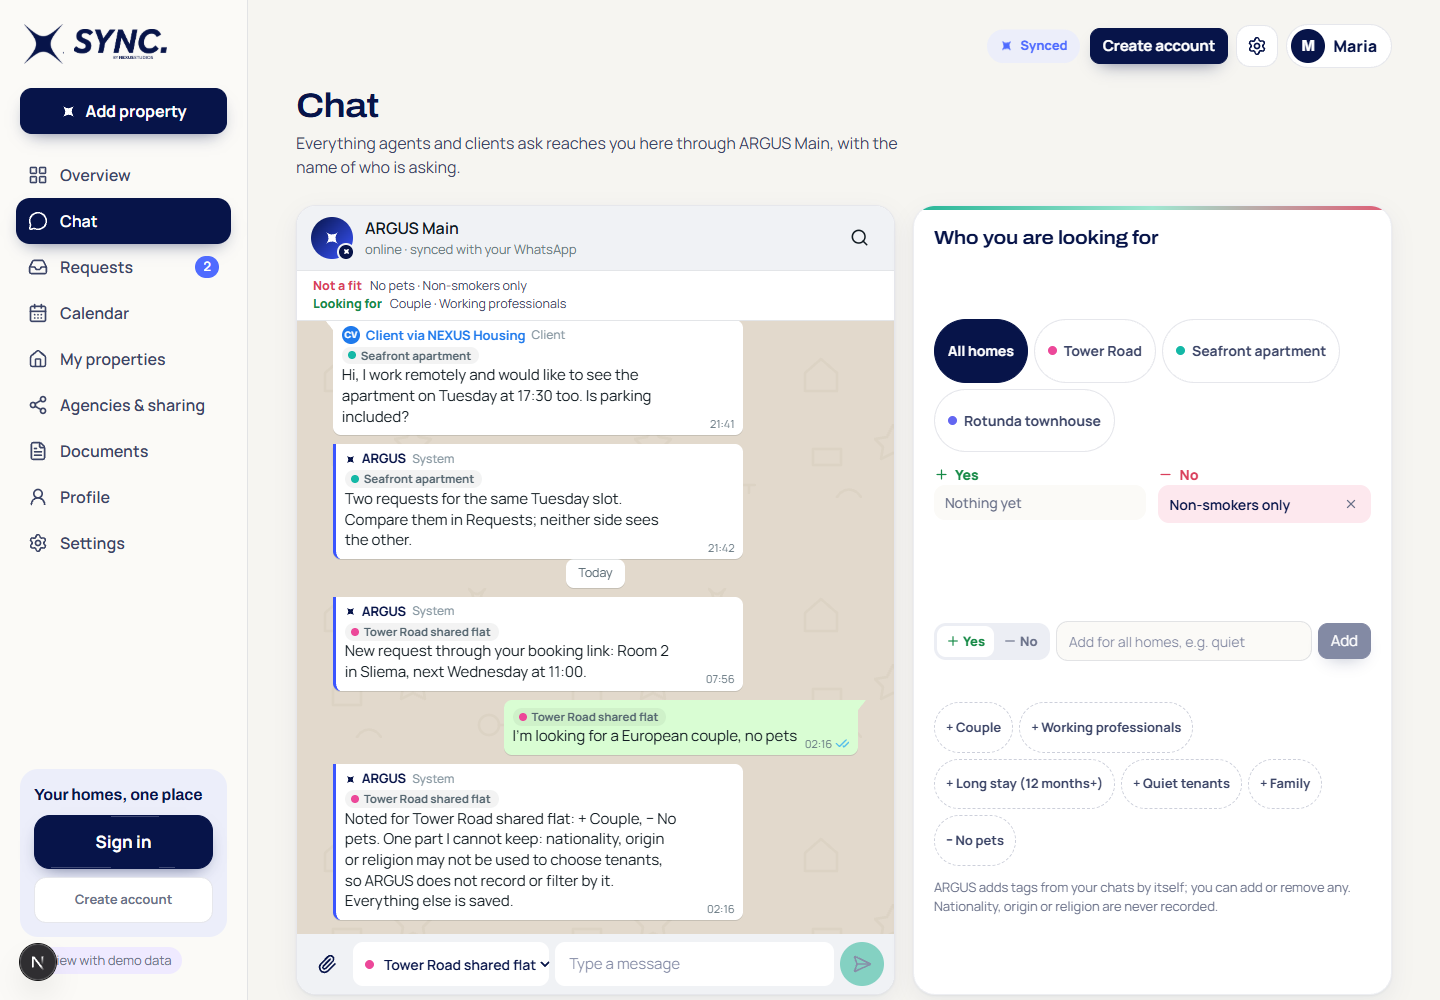 SYNC.
BY NEXUS STUDIOS
Add property
Overview
Chat
Requests
2
Calendar
My properties
Agencies & sharing
Documents
Profile
Settings
Your homes, one place
Sign in
Create account
N
iew with demo data
Synced
Create account
M
Maria
Chat
Everything agents and clients ask reaches you here through ARGUS Main, with the
name of who is asking.
ARGUS Main
online · synced with your WhatsApp
Not a fit No pets · Non-smokers only
Looking for Couple · Working professionals
CV Client via NEXUS Housing Client
Seafront apartment
Hi, I work remotely and would like to see the
apartment on Tuesday at 17:30 too. Is parking
included?
21:41
ARGUS System
Seafront apartment
Two requests for the same Tuesday slot.
Compare them in Requests; neither side sees
the other.
21:42
Today
ARGUS System
Tower Road shared flat
New request through your booking link: Room 2
in Sliema, next Wednesday at 11:00.
07:56
Tower Road shared flat
I'm looking for a European couple, no pets
02:16
ARGUS System
Tower Road shared flat
Noted for Tower Road shared flat: + Couple, − No
pets. One part I cannot keep: nationality, origin
or religion may not be used to choose tenants,
so ARGUS does not record or filter by it.
Everything else is saved.
02:16
Tower Road shared flat
Type a message
Who you are looking for
All homes
Tower Road
Seafront apartment
Rotunda townhouse
+ Yes
− No
Nothing yet
Non-smokers only ×
+ Yes
− No
Add for all homes, e.g. quiet
Add
+ Couple
+ Working professionals
+ Long stay (12 months+)
+ Quiet tenants
+ Family
− No pets
ARGUS adds tags from your chats by itself; you can add or remove any.
Nationality, origin or religion are never recorded.